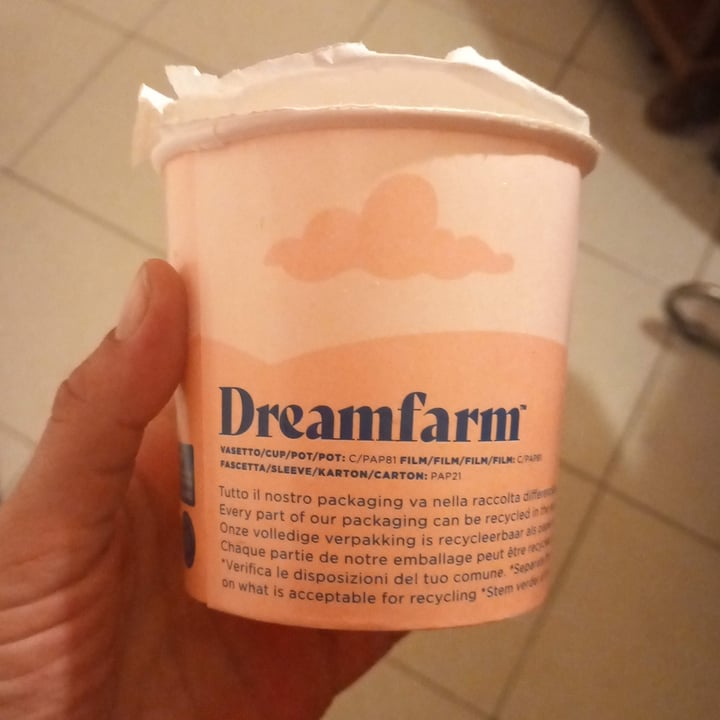 Dreamfarm™
VASETTO/CUP/POT/POT: C/PAP81 FILM/FILM/FILM/FILM: C/PAP81
FASCETTA/SLEEVE/KARTON/CARTON: PAP21
Tutto il nostro packaging va nella raccolta
Every part of our packaging can be recycled in the
Onze volledige verpakking is recycleerbaar als
Chaque partie de notre emballage peut être
*Verifica le disposizioni del tuo comune. *Separate
on what is acceptable for recycling *Stem